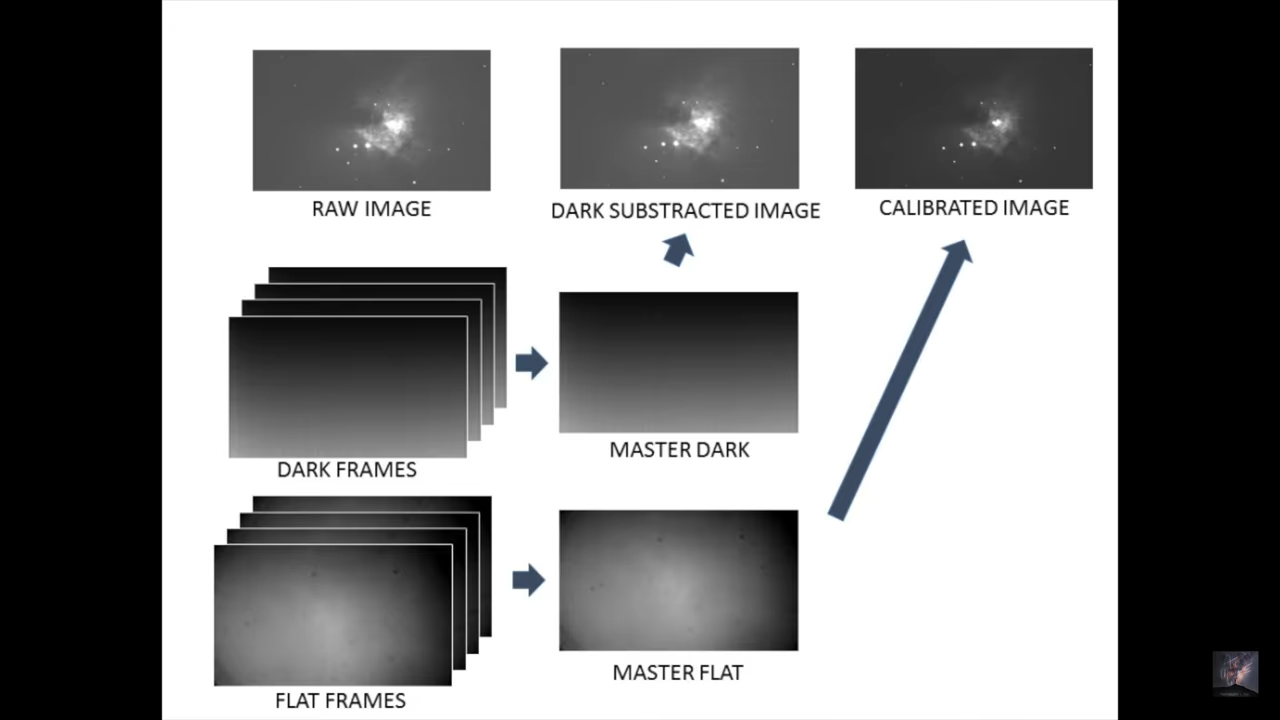 RAW IMAGE
DARK SUBSTRACTED IMAGE
CALIBRATED IMAGE
DARK FRAMES
MASTER DARK
FLAT FRAMES
MASTER FLAT